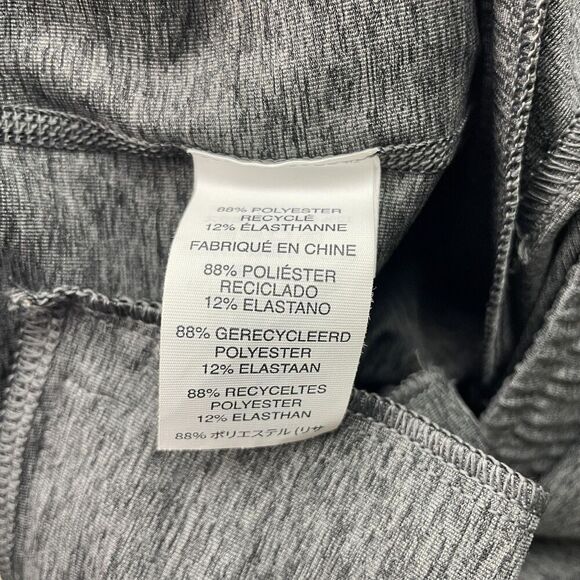 88% POLYESTER
RECYCLÉ
12% ÉLASTHANNE
FABRIQUÉ EN CHINE
88% POLIÉSTER
RECICLADO
12% ELASTANO
88% GERECYCLEERD
POLYESTER
12% ELASTAAN
88% RECYCELTES
POLYESTER
12% ELASTHAN
88% ポリエステル (リサ